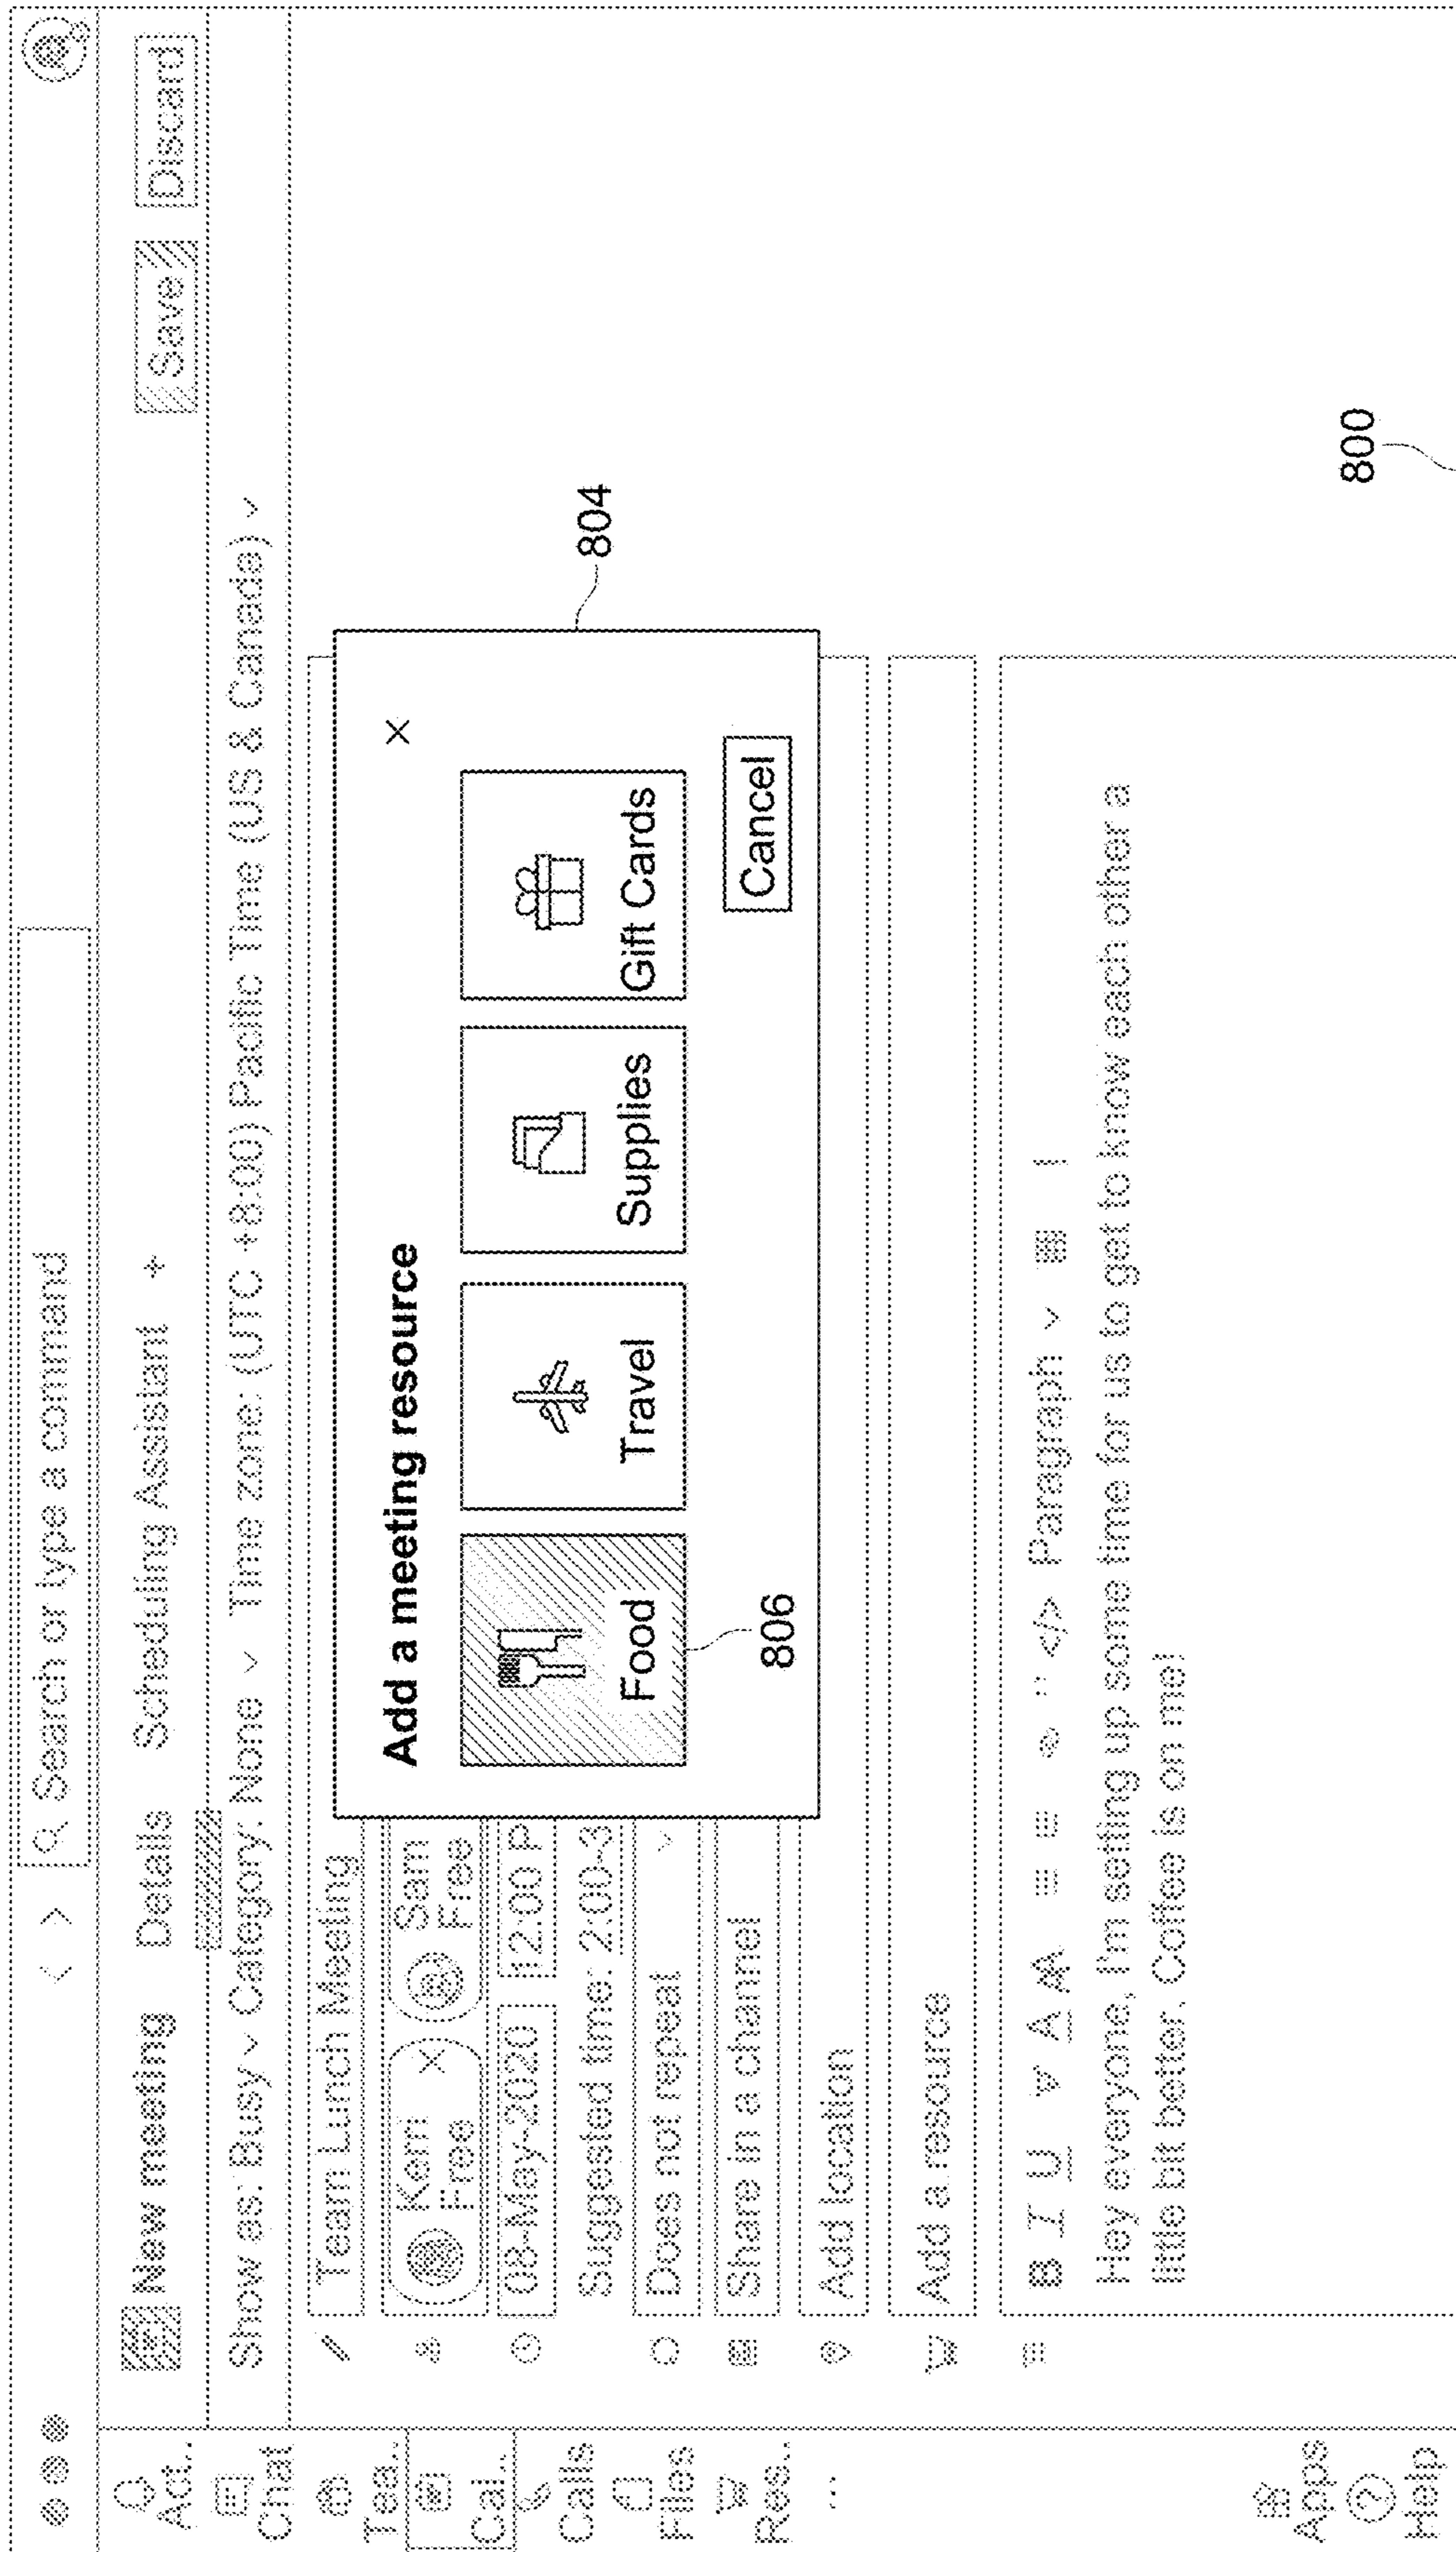 Search or type a command
New meeting Details Scheduling Assistant +
Save Discard
Show as: Busy Category: None Time zone: (UTC +8:00) Pacific Time (US & Canada)
Act..
Chat
Tea..
Cal..
Calls
Files
Res..
...
Apps
Help
Team Lunch Meeting
Kerri Free
Sam Free
08-May-2020 12:00 P
Suggested time: 2:00-3
Does not repeat
Share in a channel
Add location
Add a resource
B I U A AA </> Paragraph
Hey everyone, I'm setting up some time for us to get to know each other a
little bit better. Coffee is on me!
Add a meeting resource X
Food
Travel
Supplies
Gift Cards
Cancel
804
806
800